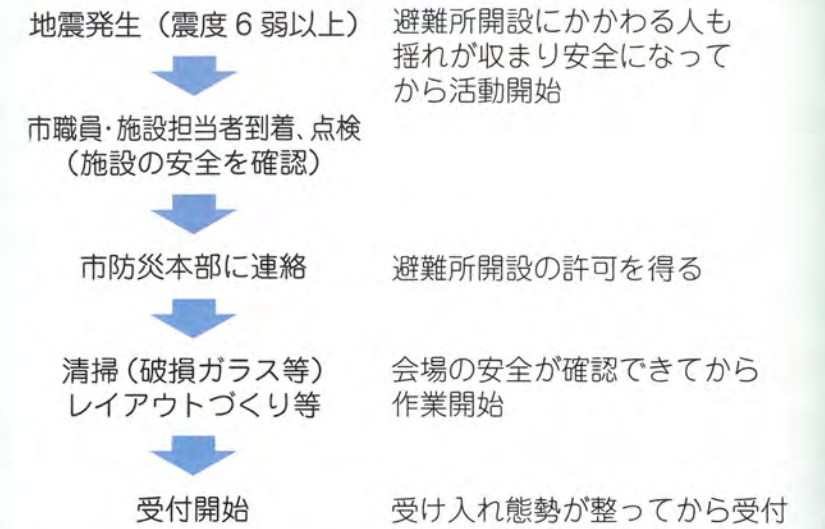 地震発生（震度6弱以上）
避難所開設にかかわる人も
揺れが収まり安全になって
から活動開始
市職員・施設担当者到着、点検
（施設の安全を確認）
市防災本部に連絡
避難所開設の許可を得る
清掃（破損ガラス等）
レイアウトづくり等
会場の安全が確認できてから
作業開始
受付開始
受け入れ態勢が整ってから受付